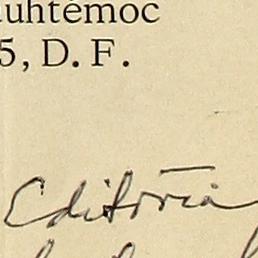 uhtémoc
5, D. F.
Editoria